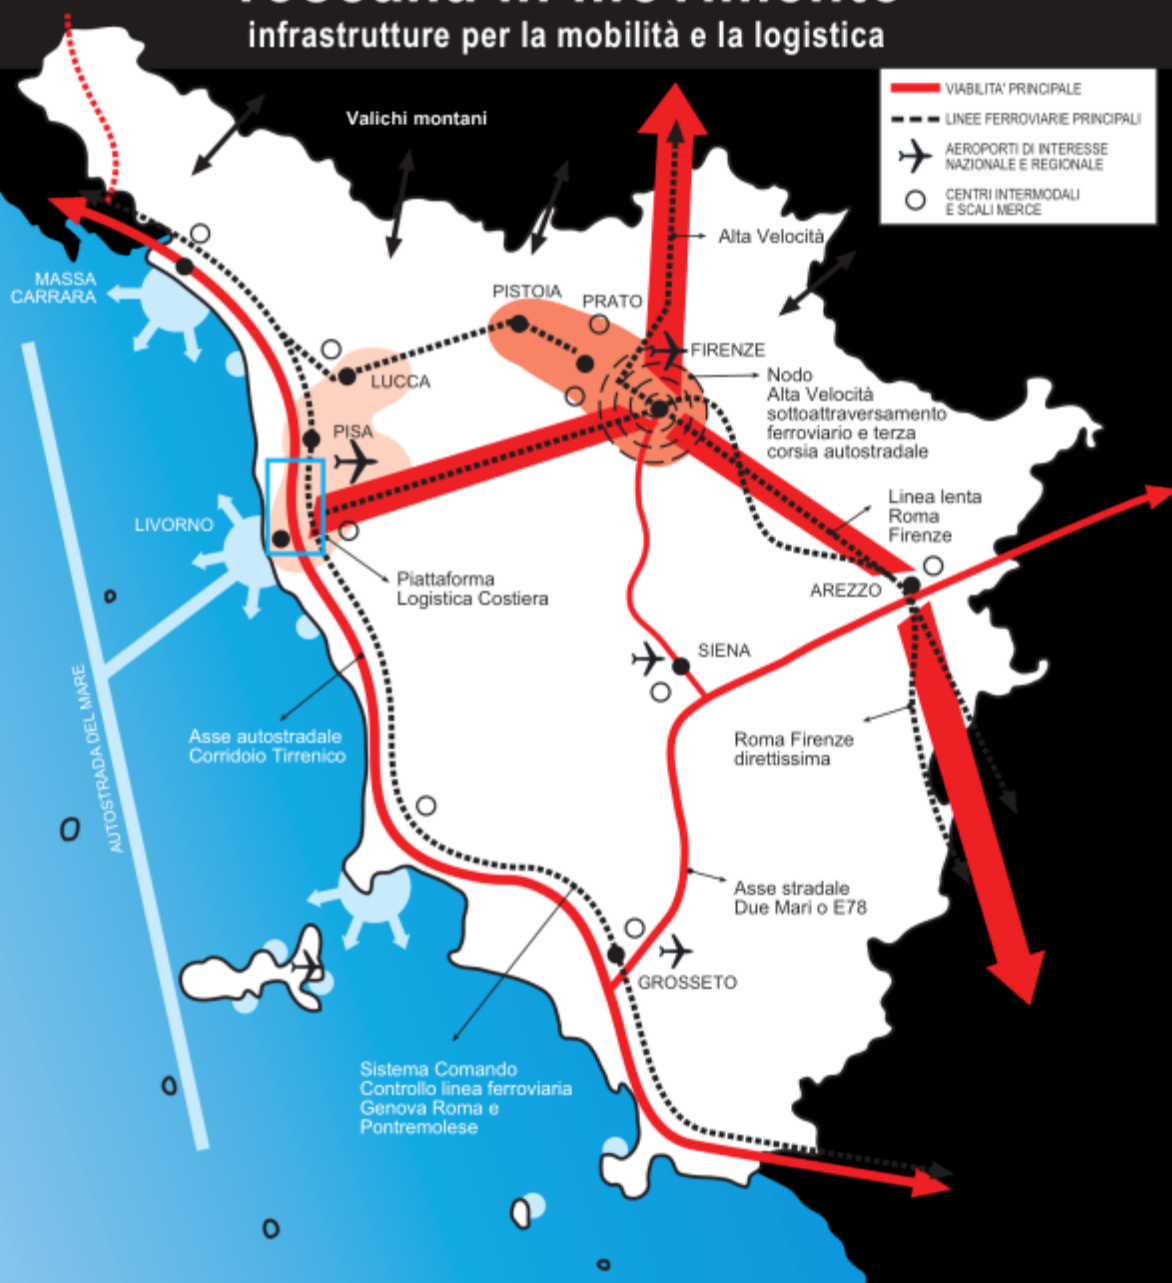 Toscana in movimento
infrastrutture per la mobilità e la logistica
VIABILITA' PRINCIPALE
LINEE FERROVIARIE PRINCIPALI
AEROPORTI DI INTERESSE
NAZIONALE E REGIONALE
CENTRI INTERMODALI
E SCALI MERCE
Valichi montani
Alta Velocità
MASSA
CARRARA
PISTOIA
PRATO
FIRENZE
LUCCA
Nodo
Alta Velocità
sottoattraversamento
ferroviario e terza
corsia autostradale
PISA
LIVORNO
Linea lenta
Roma
Firenze
Piattaforma
Logistica Costiera
AREZZO
SIENA
AUTOSTRADA DEL MARE
Asse autostradale
Corridoio Tirrenico
Roma Firenze
direttissima
Asse stradale
Due Mari o E78
GROSSETO
Sistema Comando
Controllo linea ferroviaria
Genova Roma e
Pontremolese